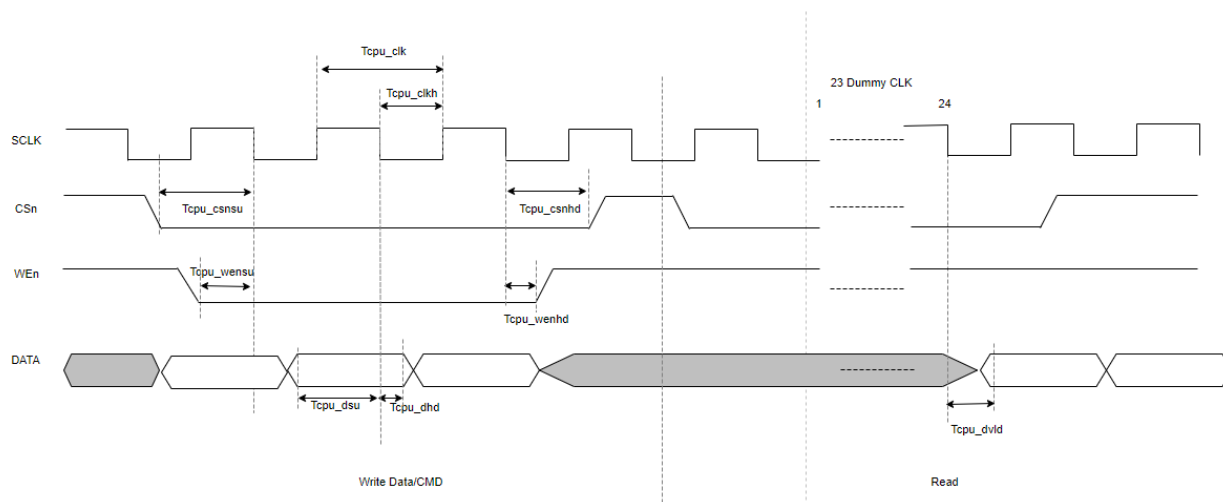 Tcpu_clk
23 Dummy CLK
Tcpu_clkh
1
24
SCLK
CSn
Tcpu_csnsu
Tcpu_csnhd
WEn
Tcpu_wensu
Tcpu_wenhd
DATA
Tcpu_dsu
Tcpu_dhd
Tcpu_dvld
Write Data/CMD
Read